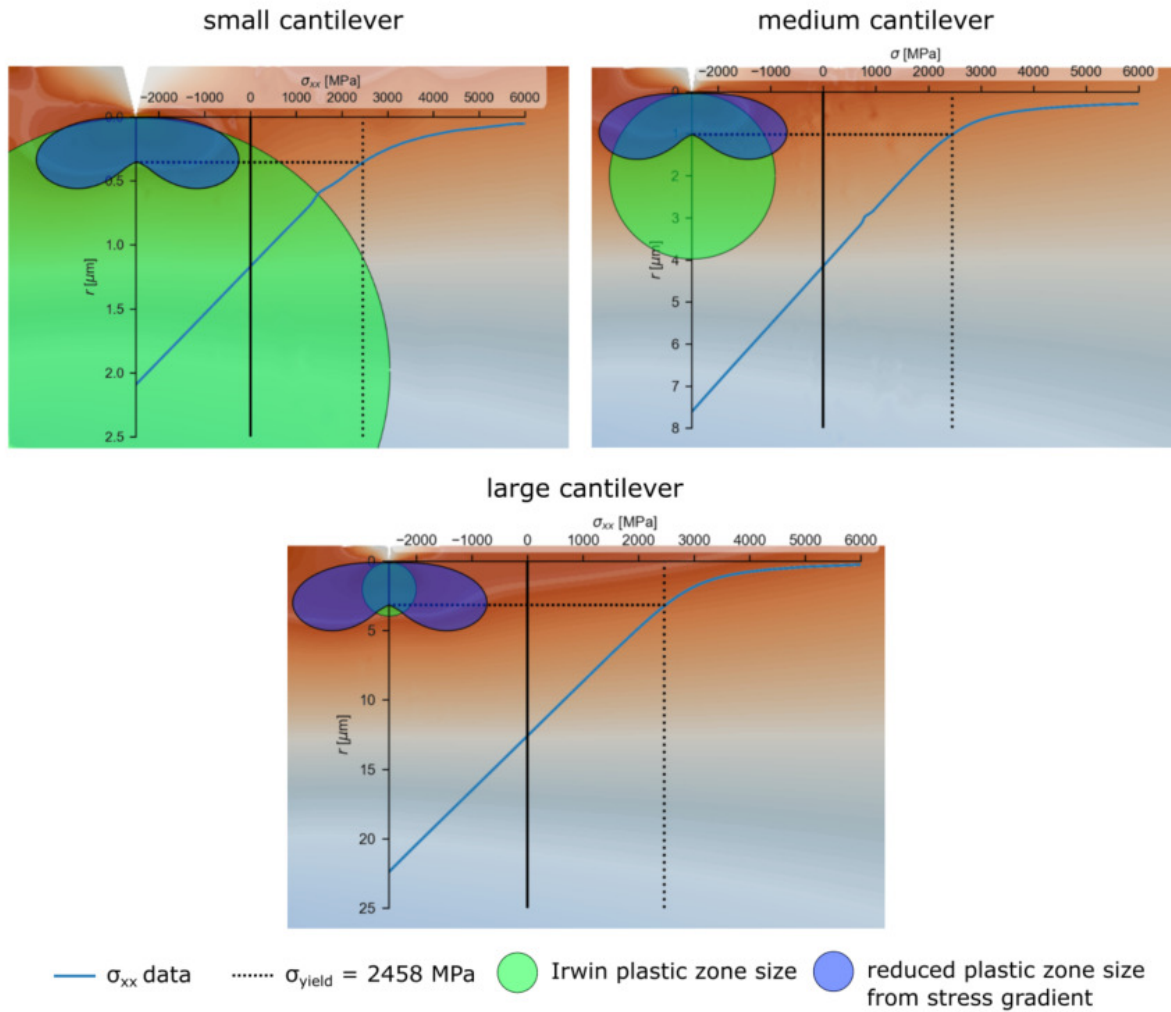 small cantilever
medium cantilever
σxx [MPa]
−2000 −1000 0 1000 2000 3000 4000 5000 6000
0.0
0.5
1.0
1.5
2.0
2.5
r [μm]
σ [MPa]
−2000 −1000 0 1000 2000 3000 4000 5000 6000
0
1
2
3
4
5
6
7
8
r [μm]
large cantilever
σxx [MPa]
−2000 −1000 0 1000 2000 3000 4000 5000 6000
0
5
10
15
20
25
r [μm]
σxx data
σyield = 2458 MPa
Irwin plastic zone size
reduced plastic zone size
from stress gradient